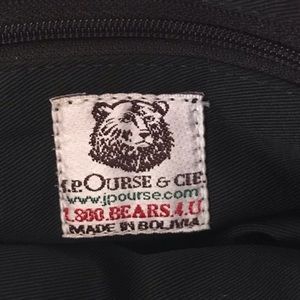 J.P.OURSE & CIE.
www.jpourse.com
1.800.BEARS.4.U
MADE IN BOLIVIA